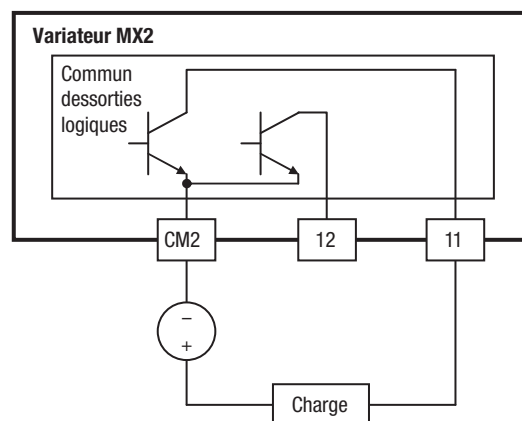 Variateur MX2
Commun
dessorties
logiques
CM2
12
11
–
+
Charge